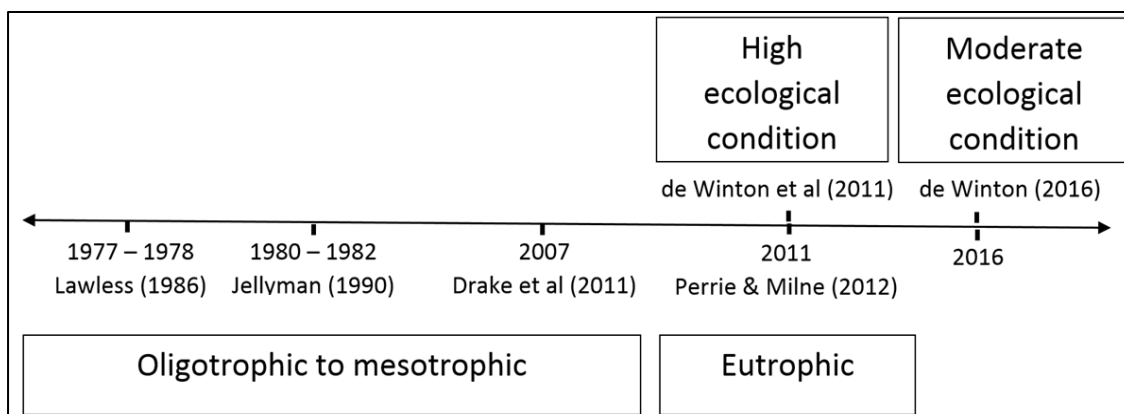 High
ecological
condition
Moderate
ecological
condition
de Winton et al (2011)
de Winton (2016)
1977 – 1978
Lawless (1986)
1980 – 1982
Jellyman (1990)
2007
Drake et al (2011)
2011
Perrie & Milne (2012)
2016
Oligotrophic to mesotrophic
Eutrophic